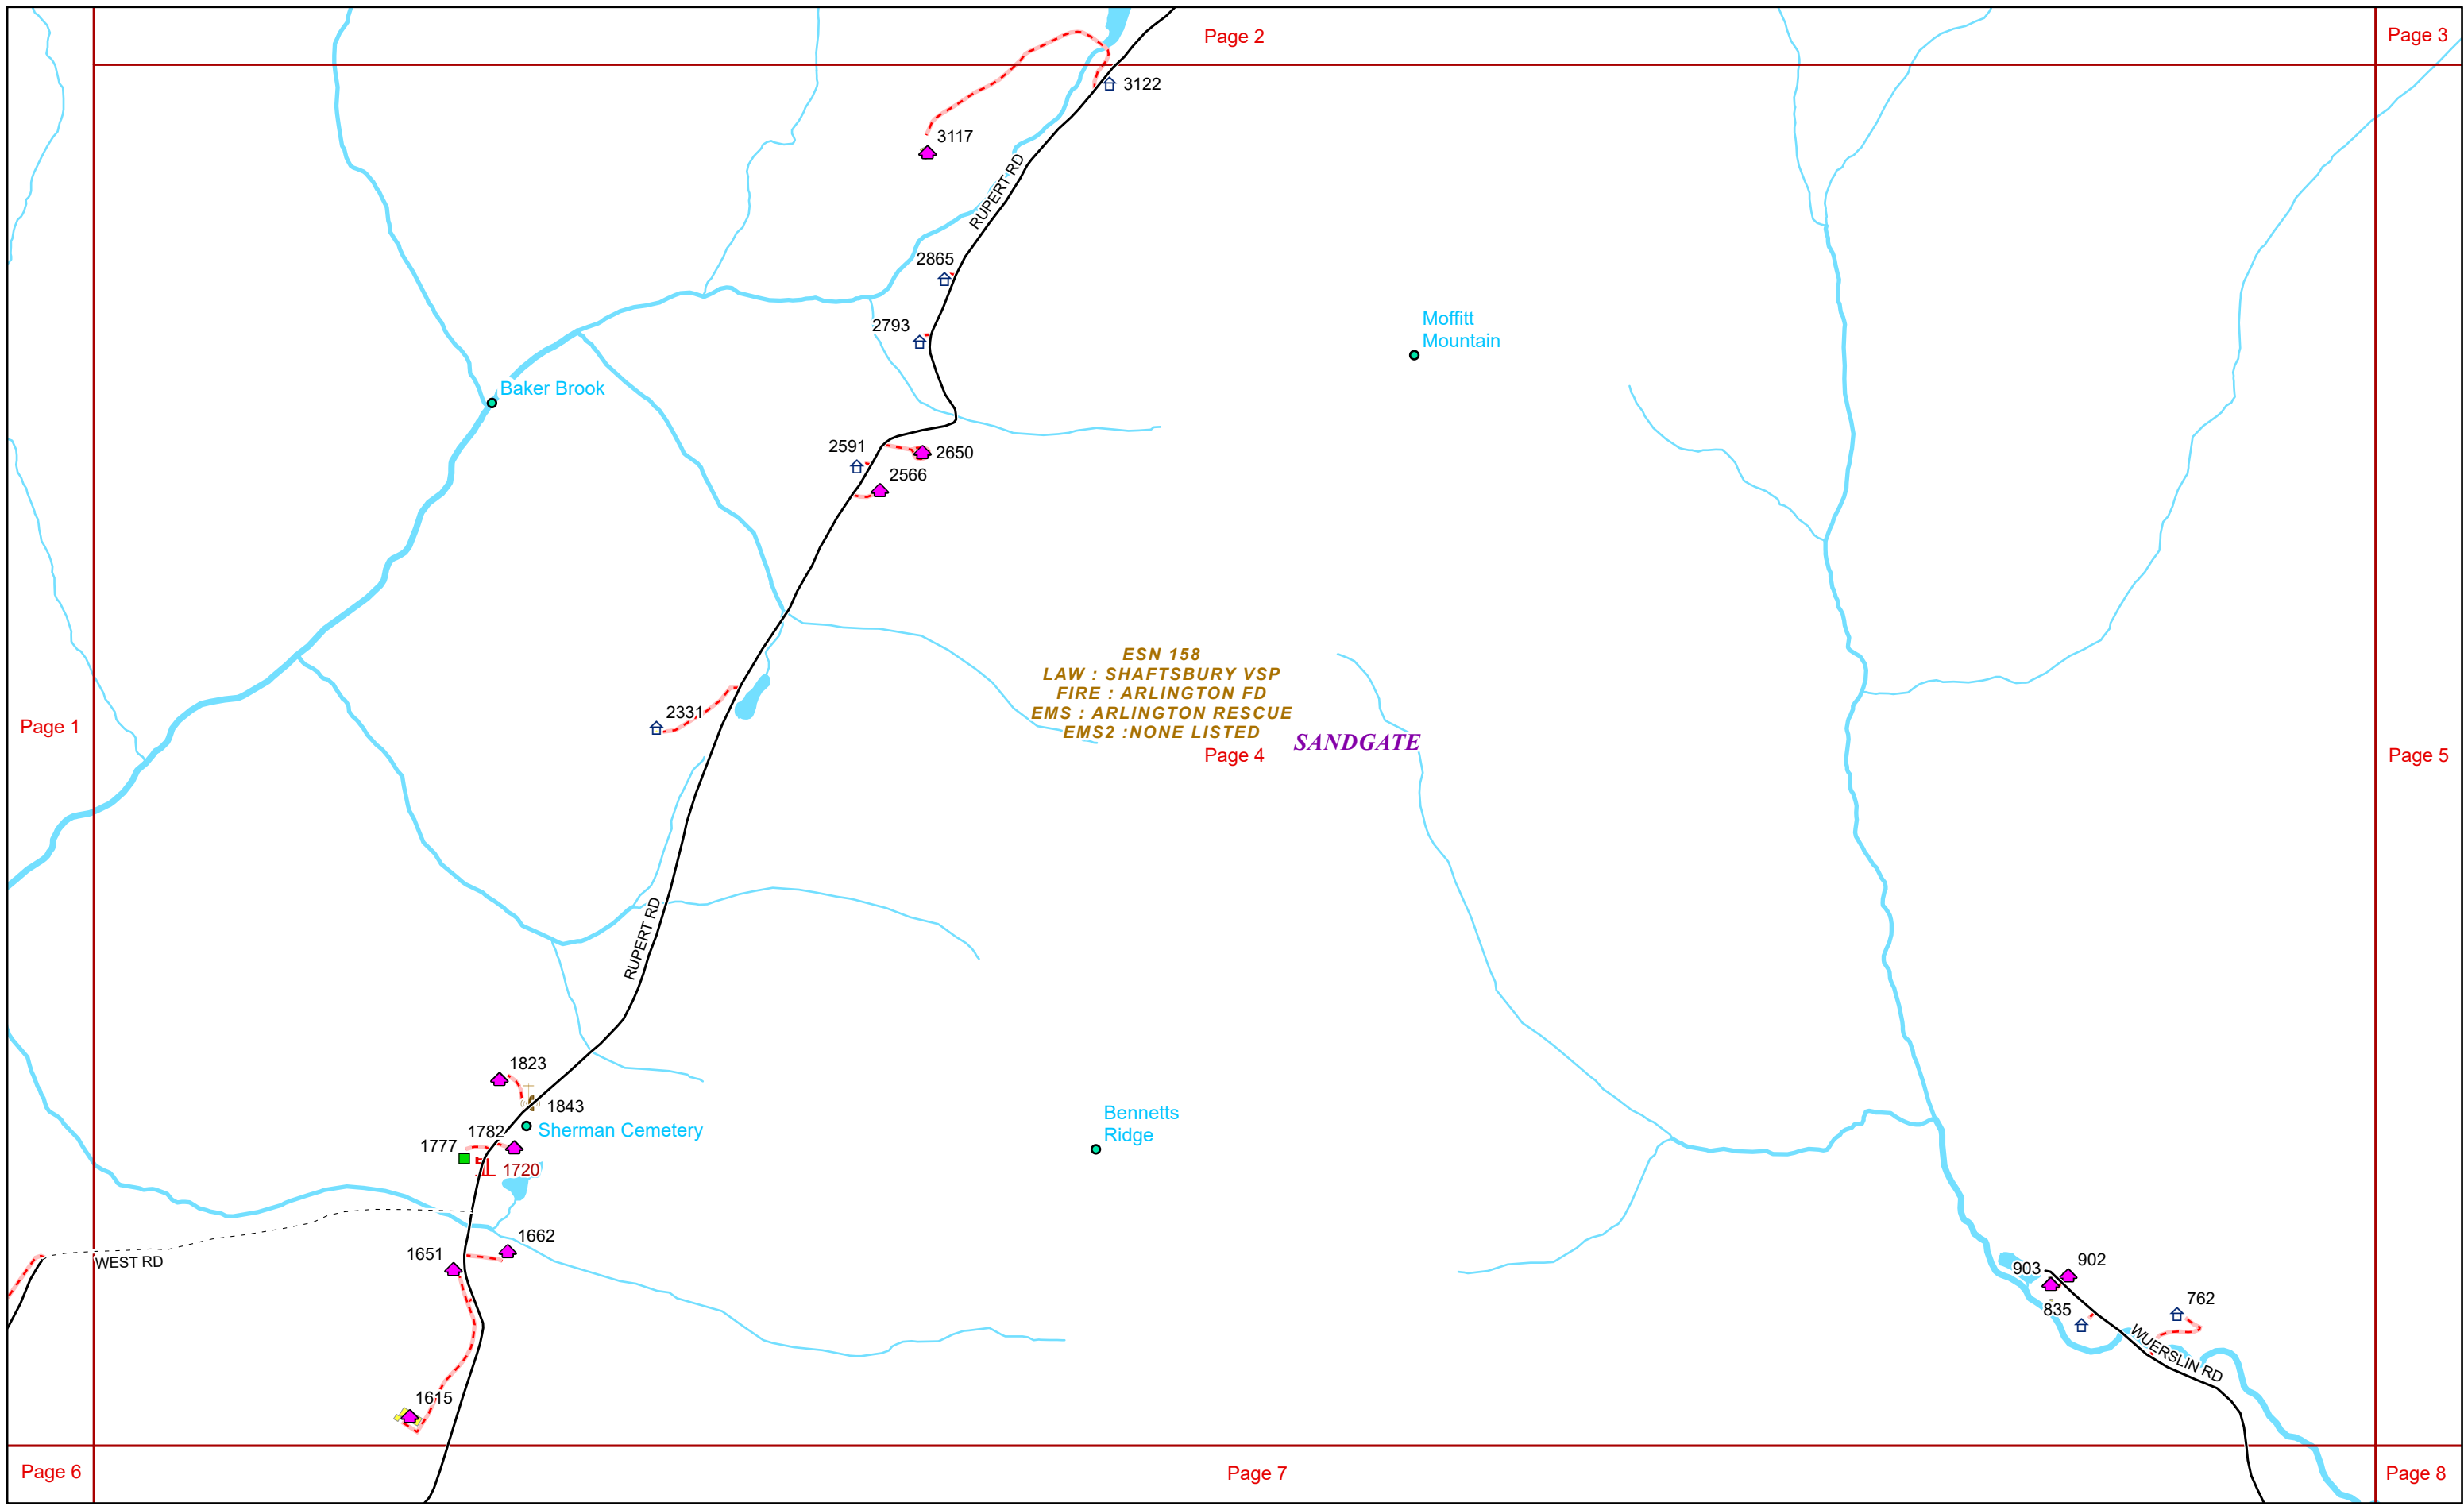 Page 2
Page 3
3122
3117
RUPERT RD
2865
Moffitt
Mountain
2793
Baker Brook
2591
2650
2566
ESN 158
LAW : SHAFTSBURY VSP
FIRE : ARLINGTON FD
EMS : ARLINGTON RESCUE
EMS2 :NONE LISTED
2331
Page 1
SANDGATE
Page 4
Page 5
RUPERT RD
1823
1843
Bennetts
Ridge
Sherman Cemetery
1782
1777
1720
1662
1651
WEST RD
902
903
762
835
WUERSLIN RD
1615
Page 6
Page 7
Page 8